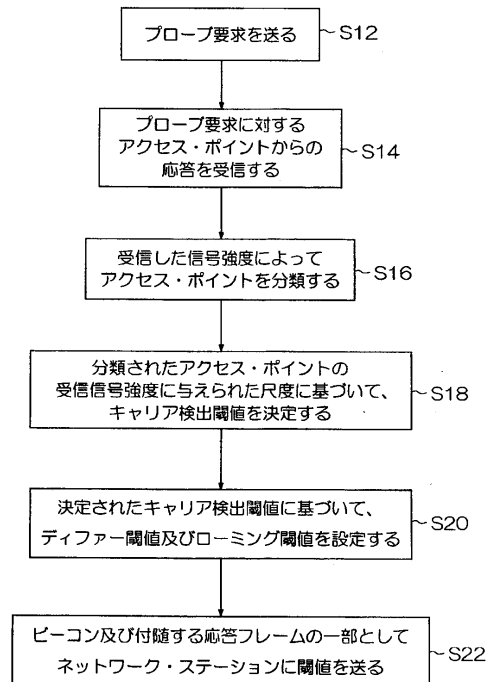 プローブ要求を送る
~S12
プローブ要求に対する
アクセス・ポイントからの
応答を受信する
~S14
受信した信号強度によって
アクセス・ポイントを分類する
~S16
分類されたアクセス・ポイントの
受信信号強度に与えられた尺度に基づいて、
キャリア検出閾値を決定する
~S18
決定されたキャリア検出閾値に基づいて、
ディファー閾値及びローミング閾値を設定する
~S20
ビーコン及び付随する応答フレームの一部として
ネットワーク・ステーションに閾値を送る
~S22